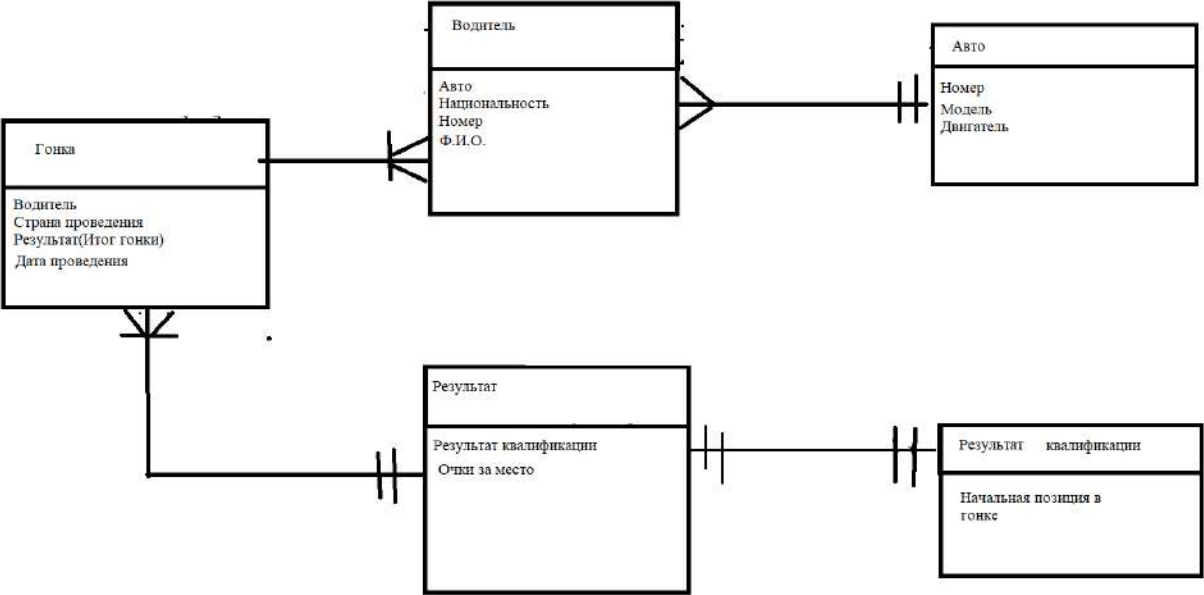 Водитель
Авто
Национальность
Номер
Ф.И.О.
Авто
Номер
Модель
Двигатель
Гонка
Водитель
Страна проведения
Результат(Итог гонки)
Дата проведения
Результат
Результат квалификации
Очки за место
Результат квалификации
Начальная позиция в
гонке